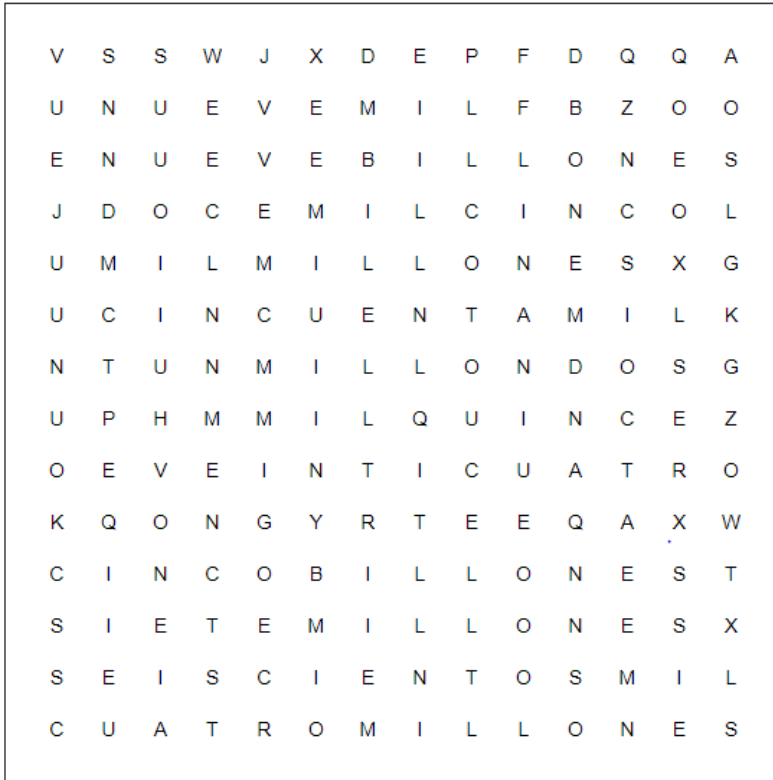 V S S W J X D E P F D Q Q A
U N U E V E M I L F B Z O O
E N U E V E B I L L O N E S
J D O C E M I L C I N C O L
U M I L M I L L O N E S X G
U C I N C U E N T A M I L K
N T U N M I L L O N D O S G
U P H M M I L Q U I N C E Z
O E V E I N T I C U A T R O
K Q O N G Y R T E E Q A X W
C I N C O B I L L O N E S T
S I E T E M I L L O N E S X
S E I S C I E N T O S M I L
C U A T R O M I L L O N E S